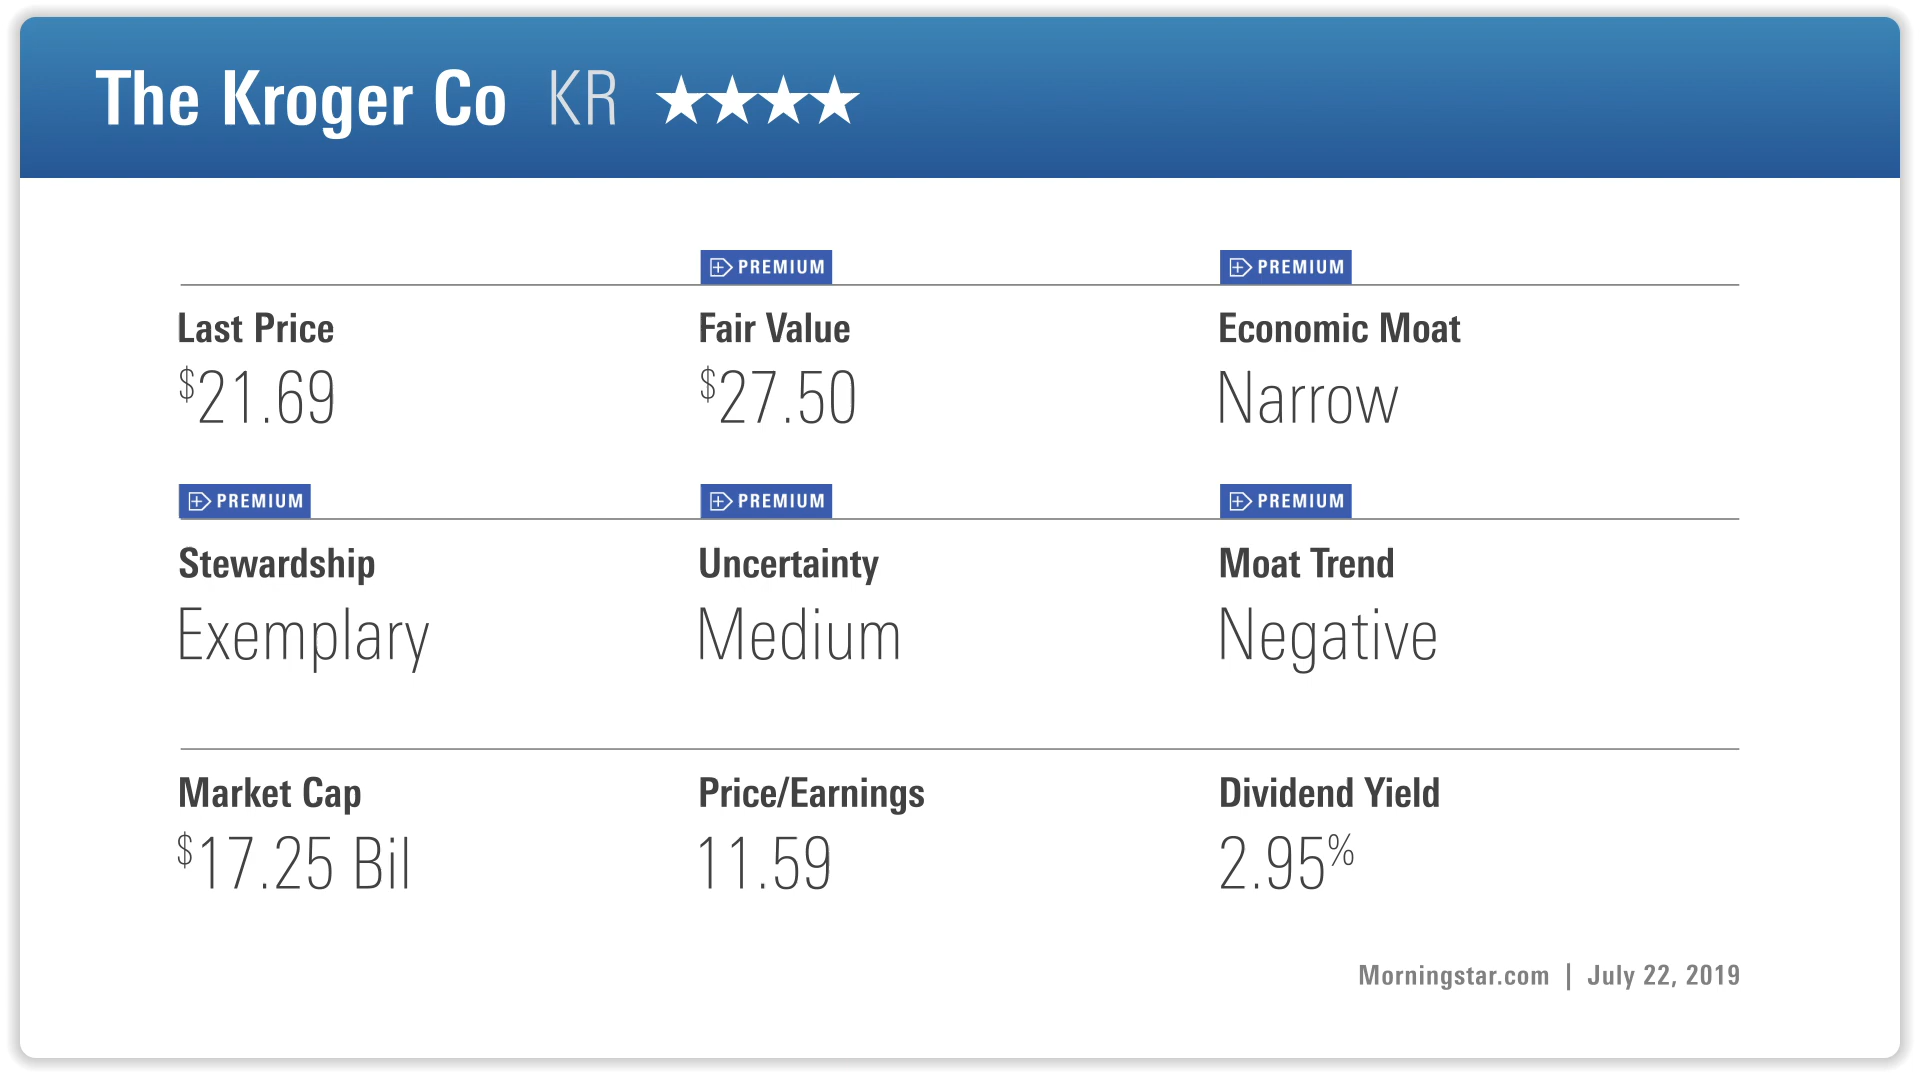 The Kroger Co KR ★★★★
PREMIUM PREMIUM
Last Price Fair Value Economic Moat
$21.69 $27.50 Narrow
PREMIUM PREMIUM PREMIUM
Stewardship Uncertainty Moat Trend
Exemplary Medium Negative
Market Cap Price/Earnings Dividend Yield
$17.25 Bil 11.59 2.95%
Morningstar.com | July 22, 2019